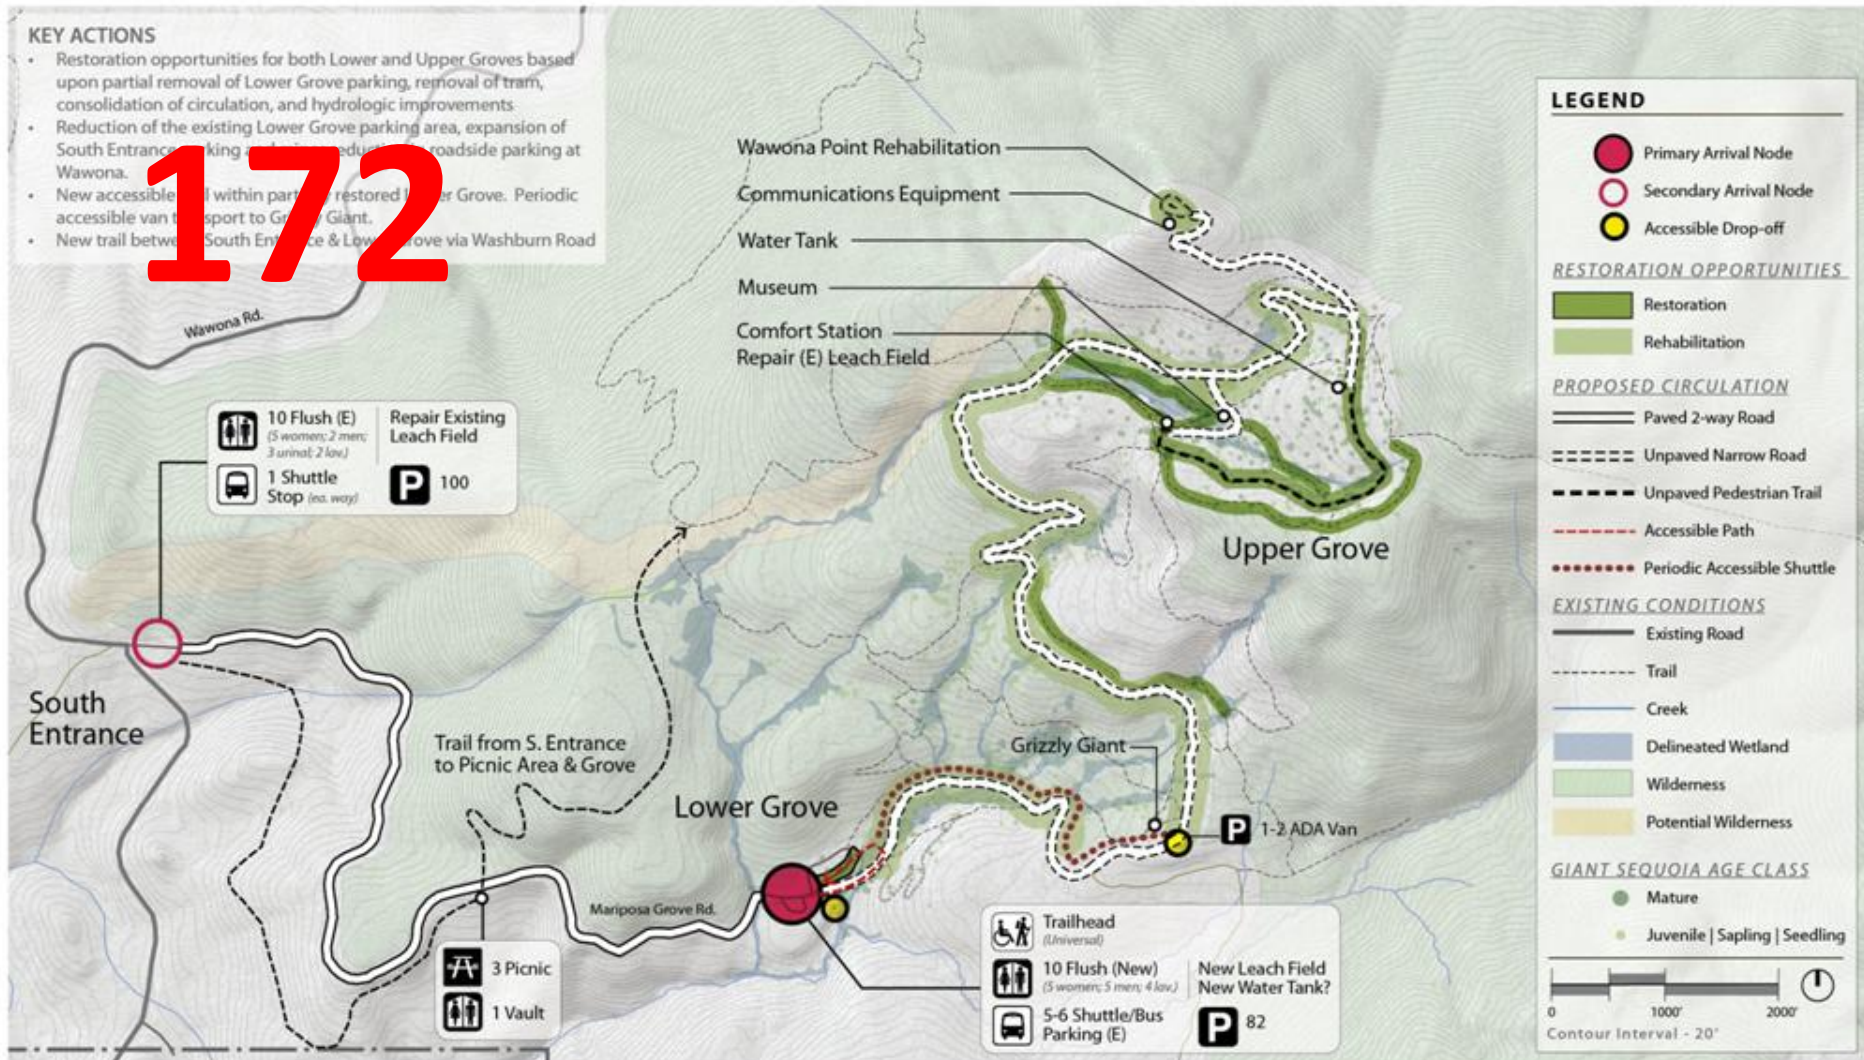 KEY ACTIONS
• Restoration opportunities for both Lower and Upper Groves based
upon partial removal of Lower Grove parking, removal of tram,
consolidation of circulation, and hydrologic improvements
• Reduction of the existing Lower Grove parking area, expansion of
South Entrance roadside parking at
Wawona.
• New accessible within restored Grove. Periodic
accessible van Giant.
• New trail South & Grove via Washburn Road
172
Wawona Rd.
Wawona Point Rehabilitation
Communications Equipment
Water Tank
Museum
Comfort Station
Repair (E) Leach Field
10 Flush (E)
(5 women; 2 men;
3 urinal; 2 lav.)
Repair Existing
Leach Field
1 Shuttle
Stop (ea. way)
P 100
Upper Grove
South
Entrance
Trail from S. Entrance
to Picnic Area & Grove
Grizzly Giant
Lower Grove
P 1-2 ADA Van
Mariposa Grove Rd.
3 Picnic
1 Vault
Trailhead
(Universal)
10 Flush (New)
(5 women; 5 men; 4 lav.)
New Leach Field
New Water Tank?
5-6 Shuttle/Bus
Parking (E)
P 82
LEGEND
Primary Arrival Node
Secondary Arrival Node
Accessible Drop-off
RESTORATION OPPORTUNITIES
Restoration
Rehabilitation
PROPOSED CIRCULATION
Paved 2-way Road
Unpaved Narrow Road
Unpaved Pedestrian Trail
Accessible Path
Periodic Accessible Shuttle
EXISTING CONDITIONS
Existing Road
Trail
Creek
Delineated Wetland
Wilderness
Potential Wilderness
GIANT SEQUOIA AGE CLASS
Mature
Juvenile | Sapling | Seedling
0 1000' 2000'
Contour Interval - 20'